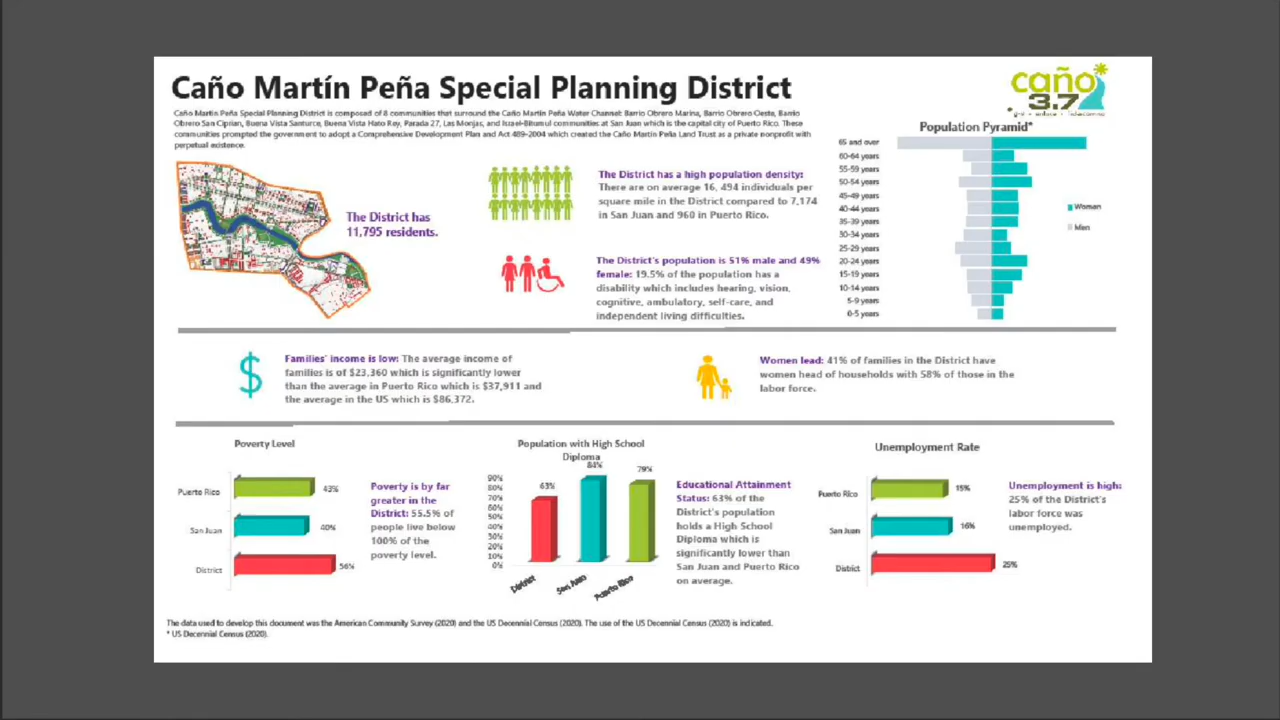 Caño Martín Peña Special Planning District
Caño Martín Peña Special Planning District is composed of 8 communities that surround the Caño Martín Peña Water Channel: Barrio Obrero Marina, Barrio Obrero Oeste, Barrio
Obrero San Ciprian, Buena Vista Santurce, Buena Vista Hato Rey, Parada 27, Las Monjas, and Israel-Bitumul communities at San Juan which is the capital city of Puerto Rico. These
communities prompted the government to adopt a Comprehensive Development Plan and Act 489-2004 which created the Caño Martín Peña Land Trust as a private nonprofit with
perpetual existence.
caño
3.7
The District has
11,795 residents.
The District has a high population density:
There are on average 16, 494 individuals per
square mile in the District compared to 7,174
in San Juan and 960 in Puerto Rico.
The District's population is 51% male and 49%
female: 19.5% of the population has a
disability which includes hearing, vision,
cognitive, ambulatory, self-care, and
independent living difficulties.
Population Pyramid*
65 and over
60-64 years
55-59 years
50-54 years
45-49 years
40-44 years
35-39 years
30-34 years
25-29 years
20-24 years
15-19 years
10-14 years
5-9 years
0-5 years
Women
Men
Families' income is low: The average income of
families is of $23,360 which is significantly lower
than the average in Puerto Rico which is $37,911 and
the average in the US which is $86,372.
Women lead: 41% of families in the District have
women head of households with 58% of those in the
labor force.
Poverty Level
Puerto Rico
43%
San Juan
40%
District
56%
Poverty is by far
greater in the
District: 55.5% of
people live below
100% of the
poverty level.
Population with High School
Diploma
90%
80%
70%
60%
50%
40%
30%
20%
10%
0%
63%
84%
79%
District
San Juan
Puerto Rico
Educational Attainment
Status: 63% of the
District's population
holds a High School
Diploma which is
significantly lower than
San Juan and Puerto Rico
on average.
Unemployment Rate
Puerto Rico
15%
San Juan
16%
District
25%
Unemployment is high:
25% of the District's
labor force was
unemployed.
The data used to develop this document was the American Community Survey (2020) and the US Decennial Census (2020). The use of the US Decennial Census (2020) is indicated.
* US Decennial Census (2020).